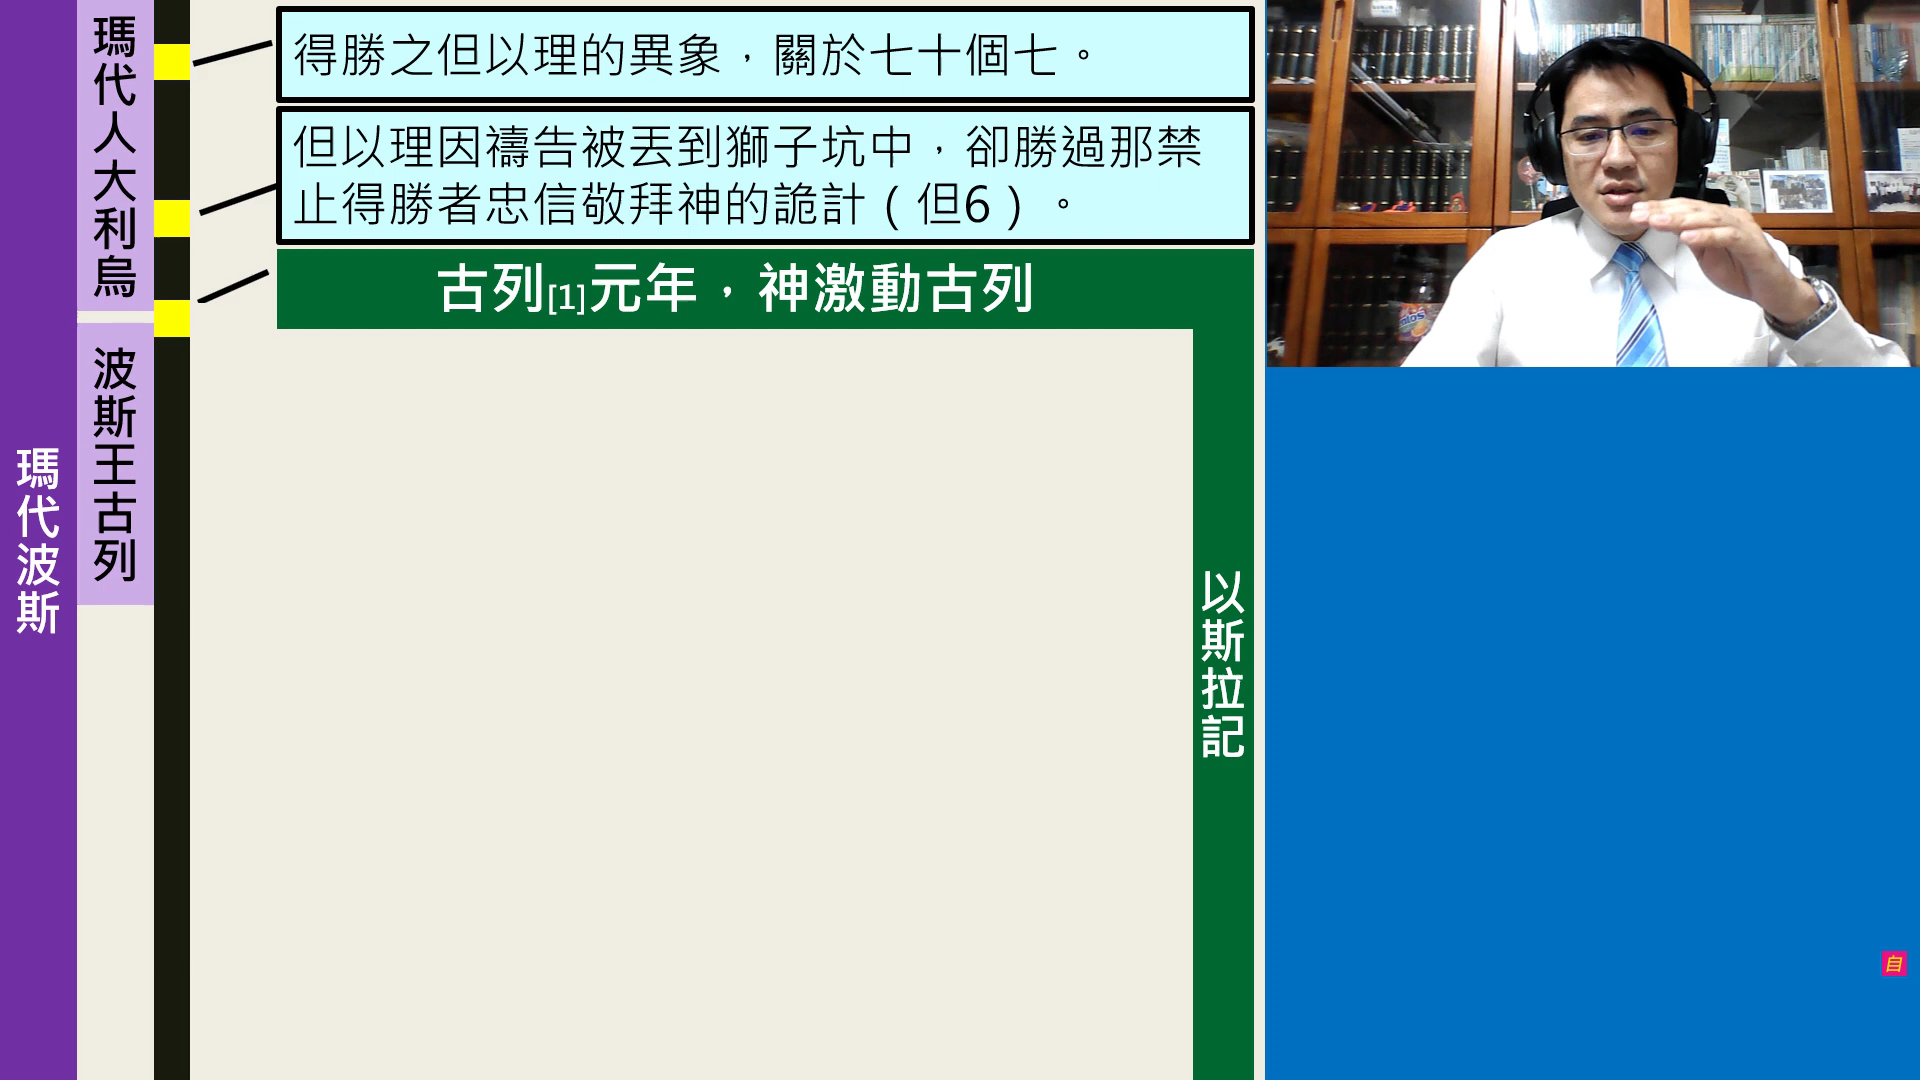 瑪代波斯
瑪代人大利烏
波斯王古列
得勝之但以理的異象，關於七十個七。
但以理因禱告被丟到獅子坑中，卻勝過那禁
止得勝者忠信敬拜神的詭計（但6）。
古列[1]元年，神激動古列
以斯拉記
自